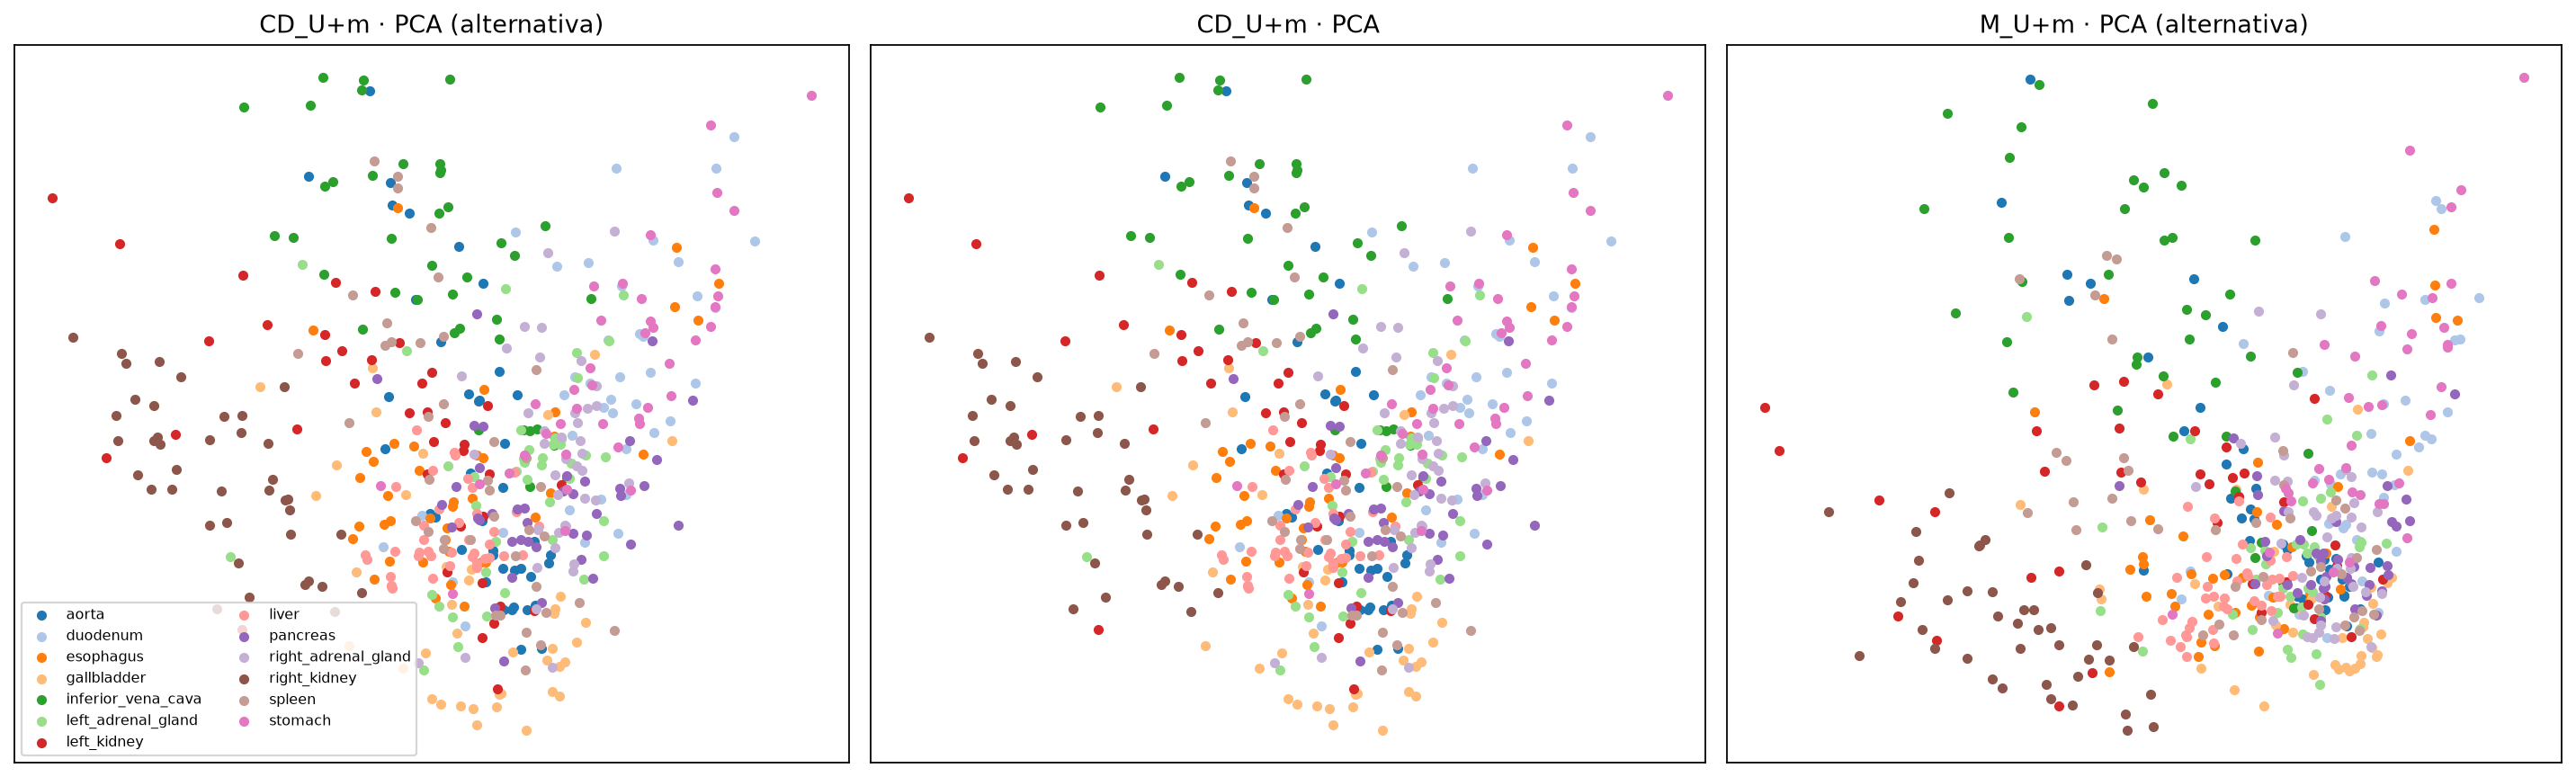 CD_U+m · PCA (alternativa)
CD_U+m · PCA
M_U+m · PCA (alternativa)
aorta
duodenum
esophagus
gallbladder
inferior_vena_cava
left_adrenal_gland
left_kidney
liver
pancreas
right_adrenal_gland
right_kidney
spleen
stomach